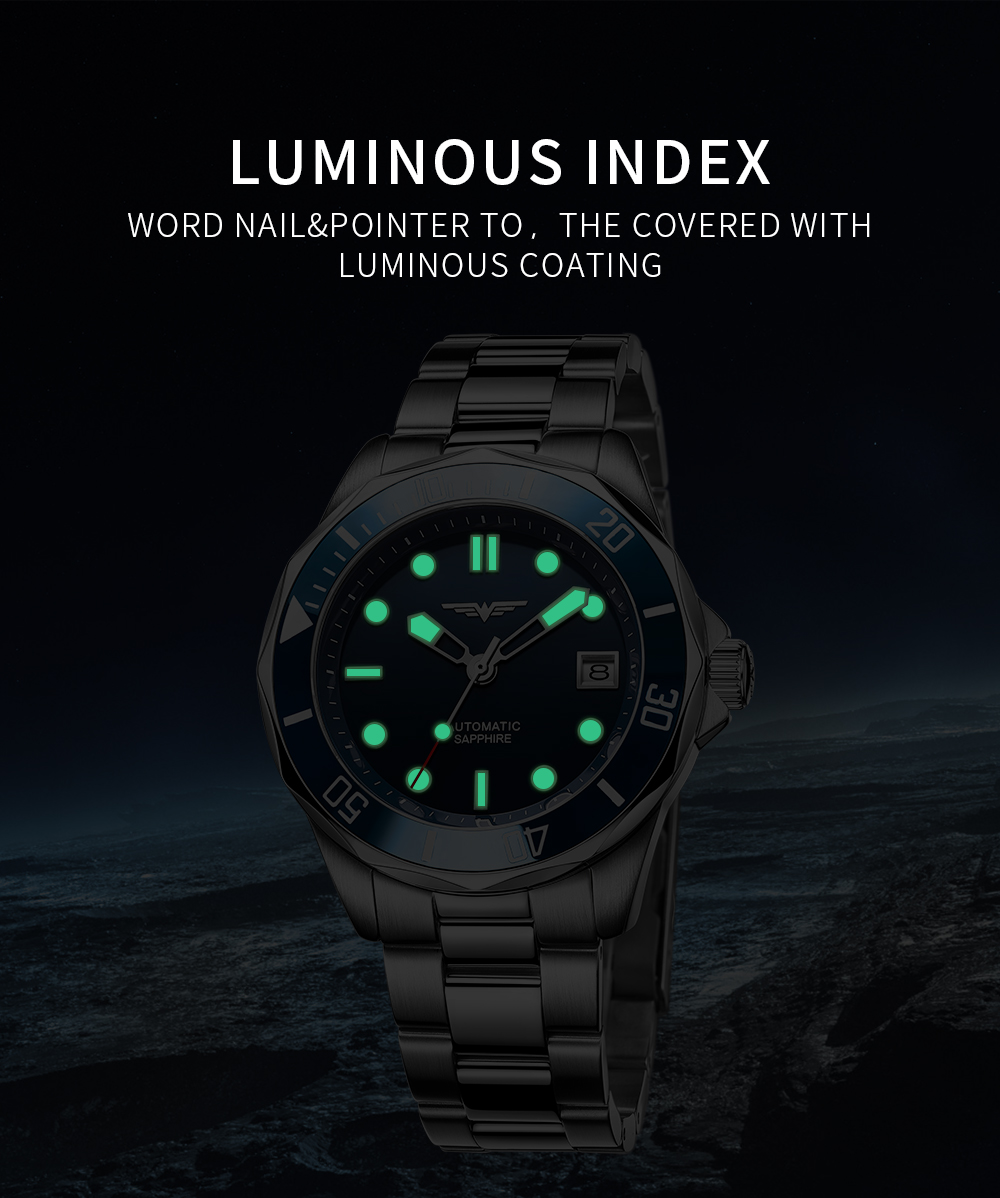 LUMINOUS INDEX
WORD NAIL&POINTER TO, THE COVERED WITH
LUMINOUS COATING
20
8
30
AUTOMATIC
SAPPHIRE
50
40